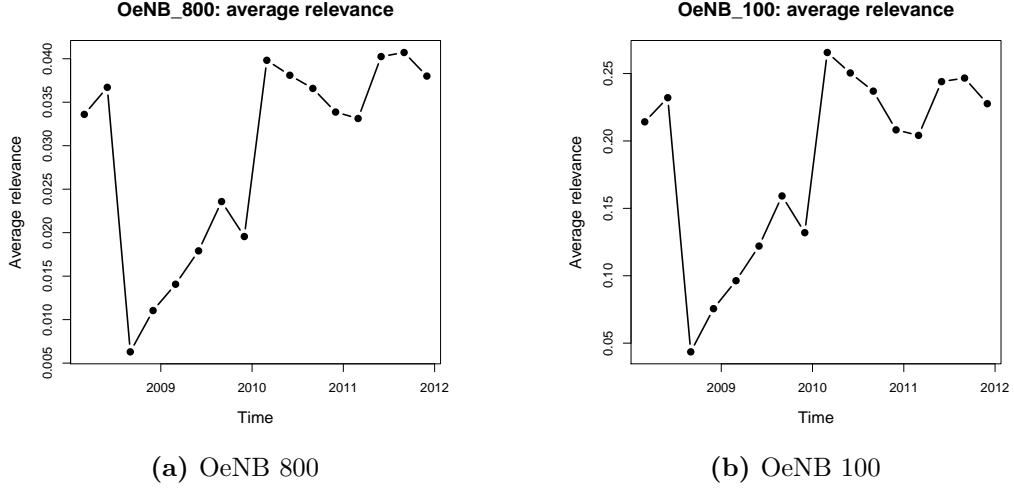 OeNB_800: average relevance
Average relevance
0.005 0.010 0.015 0.020 0.025 0.030 0.035 0.040
2009 2010 2011 2012
Time
(a) OeNB 800
OeNB_100: average relevance
Average relevance
0.05 0.10 0.15 0.20 0.25
2009 2010 2011 2012
Time
(b) OeNB 100